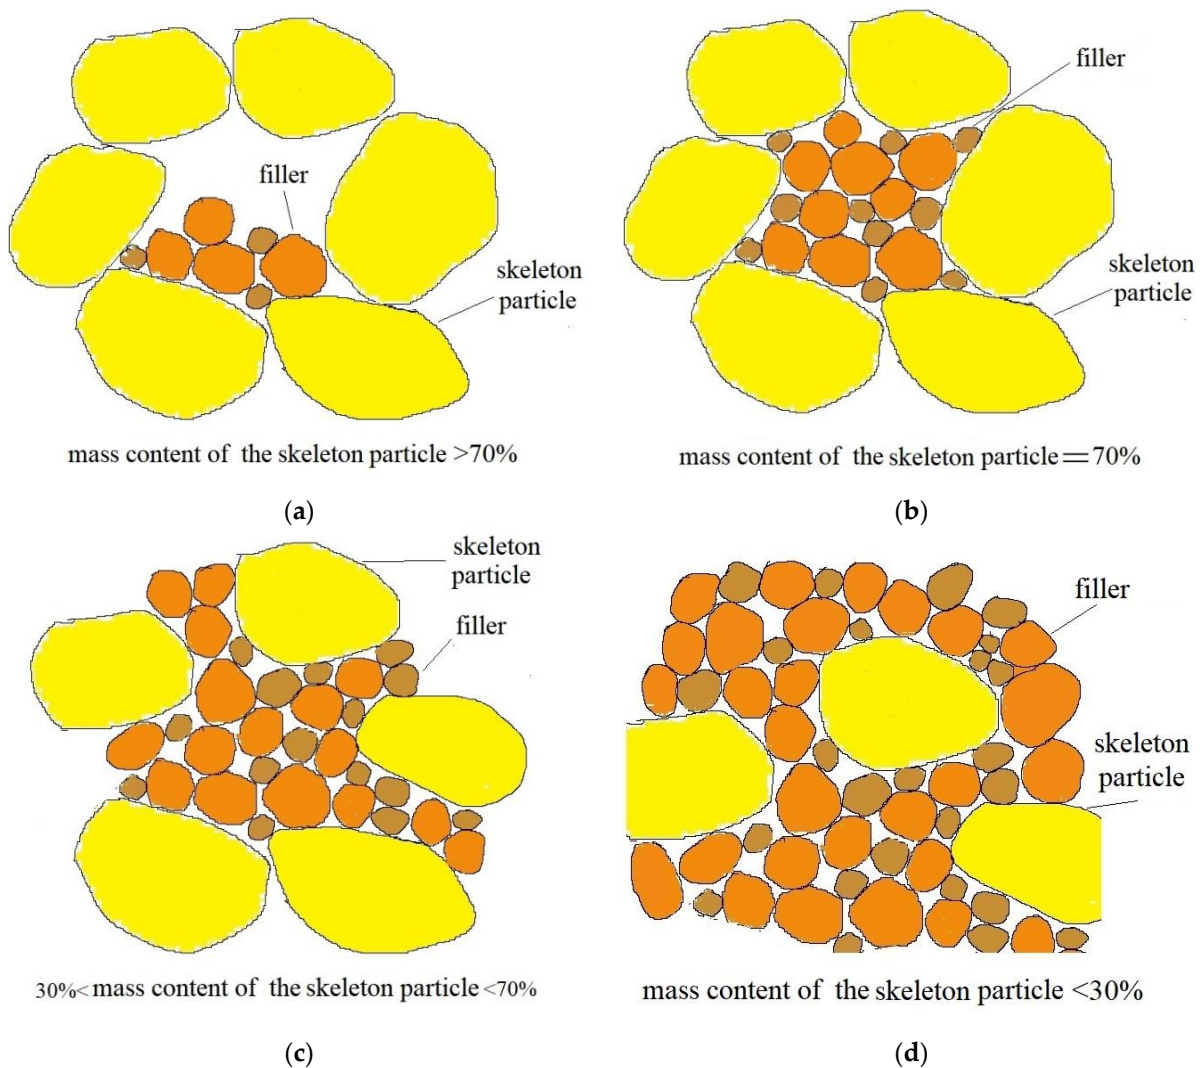 filler
skeleton
particle
mass content of the skeleton particle >70%
(a)
filler
skeleton
particle
mass content of the skeleton particle = 70%
(b)
skeleton
particle
filler
30%< mass content of the skeleton particle <70%
(c)
filler
skeleton
particle
mass content of the skeleton particle <30%
(d)